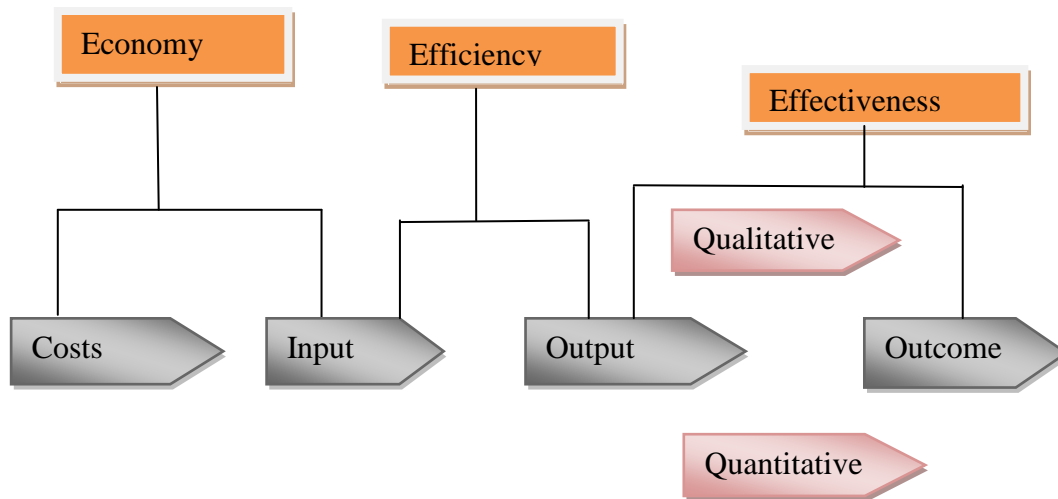 Economy
Efficiency
Effectiveness
Qualitative
Costs
Input
Output
Outcome
Quantitative